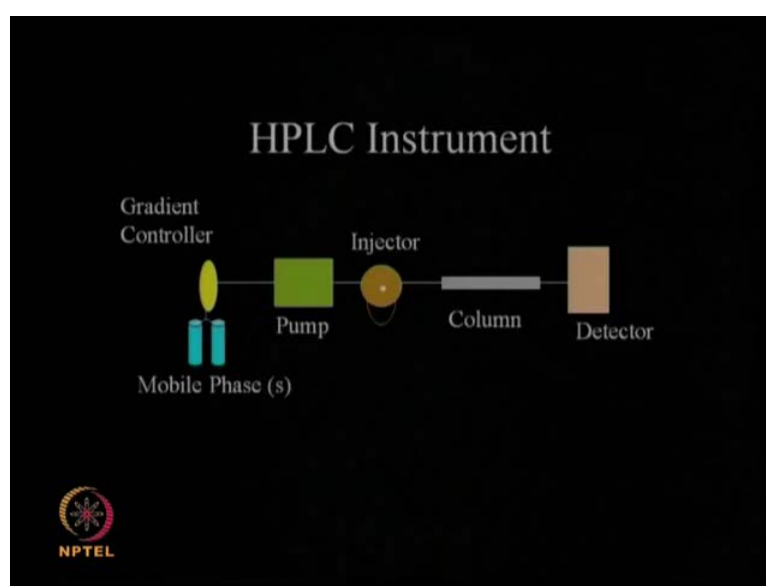 HPLC Instrument
Gradient
Controller
Injector
Pump
Column
Detector
Mobile Phase (s)
NPTEL